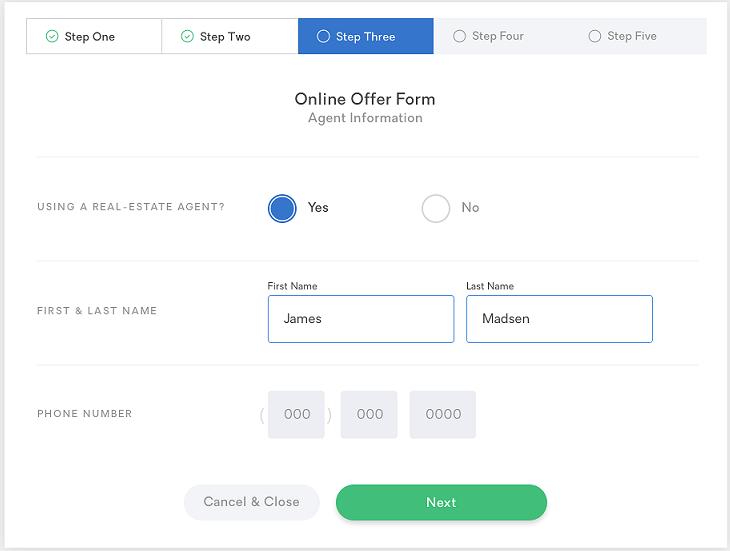 Step One Step Two Step Three Step Four Step Five
Online Offer Form
Agent Information
USING A REAL-ESTATE AGENT? Yes No
First Name Last Name
FIRST & LAST NAME James Madsen
PHONE NUMBER (000) 000 0000
Cancel & Close Next